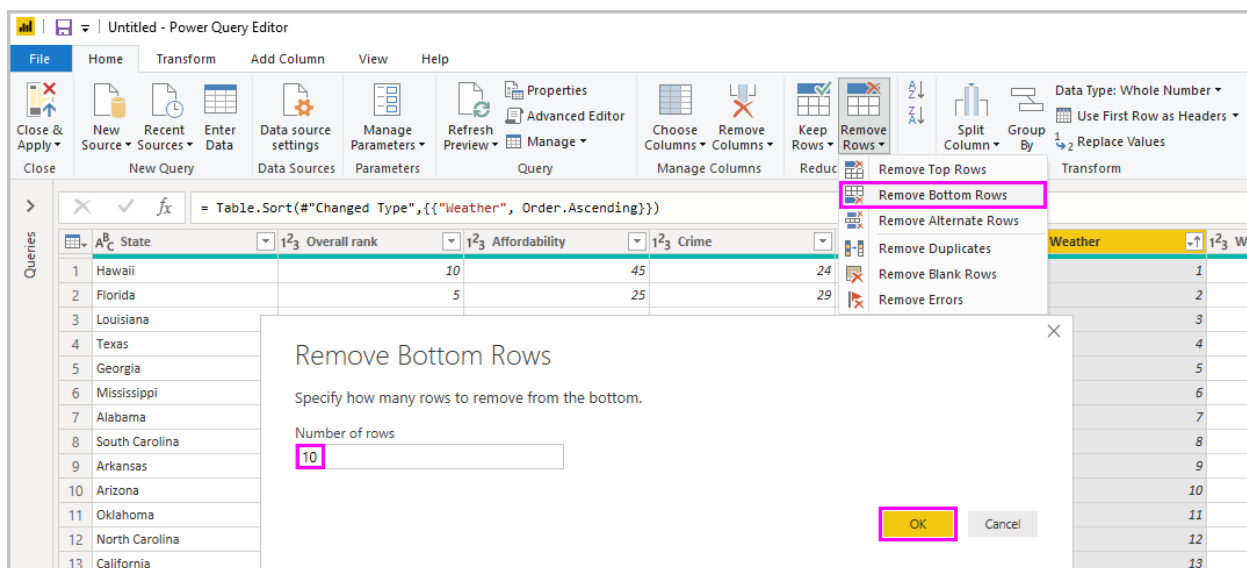 Untitled - Power Query Editor
File Home Transform Add Column View Help
Close & Apply
New Source
Recent Sources
Enter Data
Data source settings
Manage Parameters
Refresh Preview
Properties
Advanced Editor
Manage
Choose Columns
Remove Columns
Keep Rows
Remove Rows
Split Column
Group By
Data Type: Whole Number
Use First Row as Headers
Replace Values
Close New Query Data Sources Parameters Query Manage Columns Reduc Transform
Remove Top Rows
Remove Bottom Rows
Remove Alternate Rows
Remove Duplicates
Remove Blank Rows
Remove Errors
Queries
fx = Table.Sort(#"Changed Type",{{"Weather", Order.Ascending}})
ABC State 123 Overall rank 123 Affordability 123 Crime Weather 123 W
1 Hawaii 10 45 24 1
2 Florida 5 25 29 2
3 Louisiana 3
4 Texas 4
5 Georgia 5
6 Mississippi 6
7 Alabama 7
8 South Carolina 8
9 Arkansas 9
10 Arizona 10
11 Oklahoma 11
12 North Carolina 12
13 California 13
Remove Bottom Rows
Specify how many rows to remove from the bottom.
Number of rows
10
OK Cancel